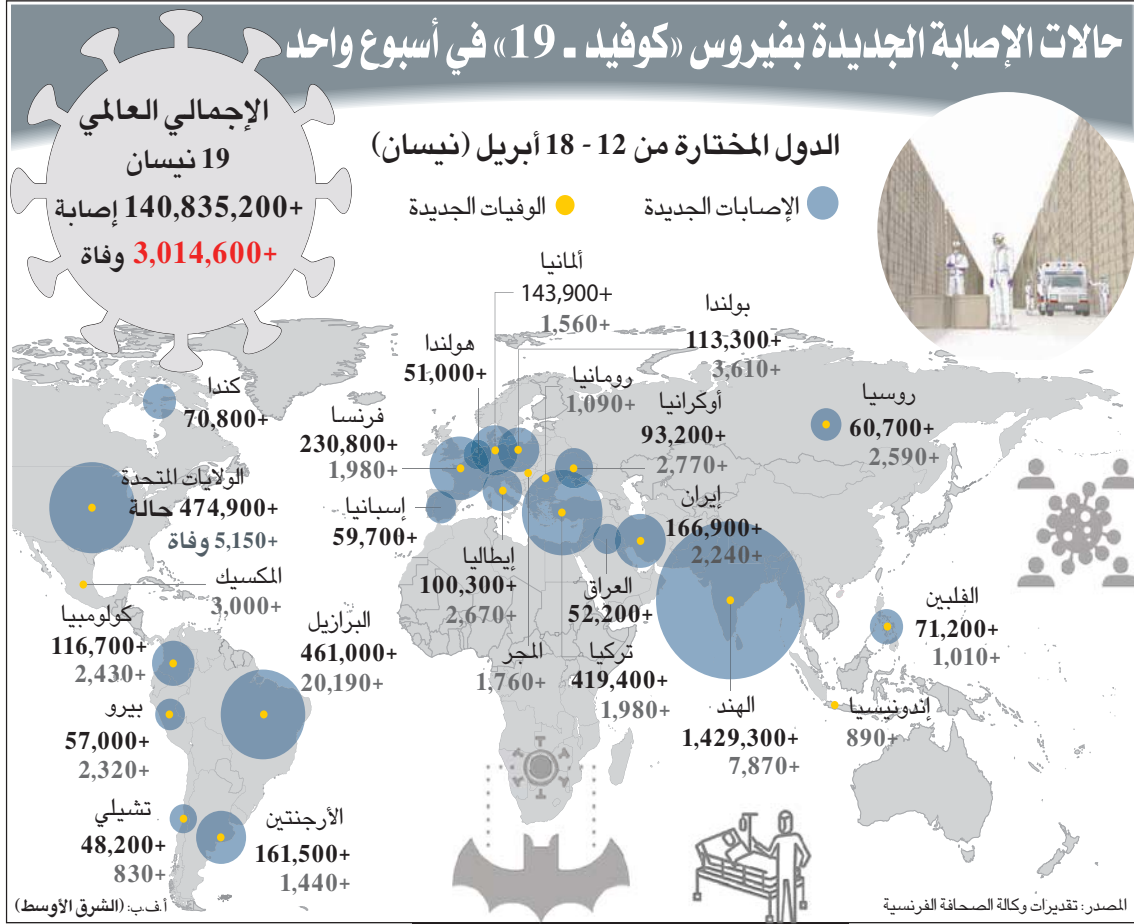 حالات الإصابة الجديدة بفيروس «كوفيد ـ 19» في أسبوع واحد
الإجمالي العالمي
19 نيسان
140,835,200+ إصابة
3,014,600+ وفاة
الدول المختارة من 12 - 18 أبريل (نيسان)
الإصابات الجديدة
الوفيات الجديدة
ألمانيا
143,900+
1,560+
بولندا
113,300+
3,610+
هولندا
51,000+
رومانيا
1,090+
أوكرانيا
93,200+
2,770+
روسيا
60,700+
2,590+
كندا
70,800+
فرنسا
230,800+
1,980+
الولايات المتحدة
474,900+ حالة
5,150+ وفاة
إسبانيا
59,700+
إيران
166,900+
2,240+
إيطاليا
100,300+
2,670+
العراق
52,200+
المكسيك
3,000+
كولومبيا
116,700+
2,430+
البرازيل
461,000+
20,190+
المجر
1,760+
تركيا
419,400+
1,980+
الهند
1,429,300+
7,870+
الفلبين
71,200+
1,010+
إندونيسيا
890+
بيرو
57,000+
2,320+
تشيلي
48,200+
830+
الأرجنتين
161,500+
1,440+
المصدر: تقديرات وكالة الصحافة الفرنسية
أ.ف.ب: (الشرق الأوسط)